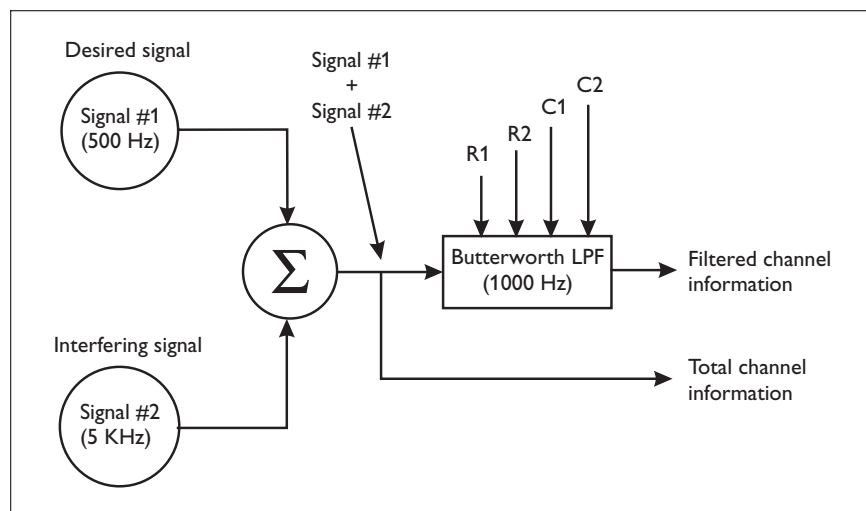 Desired signal
Signal #1
(500 Hz)
Signal #1
+
Signal #2
R1
R2
C1
C2
Σ
Butterworth LPF
(1000 Hz)
Filtered channel
information
Interfering signal
Signal #2
(5 KHz)
Total channel
information